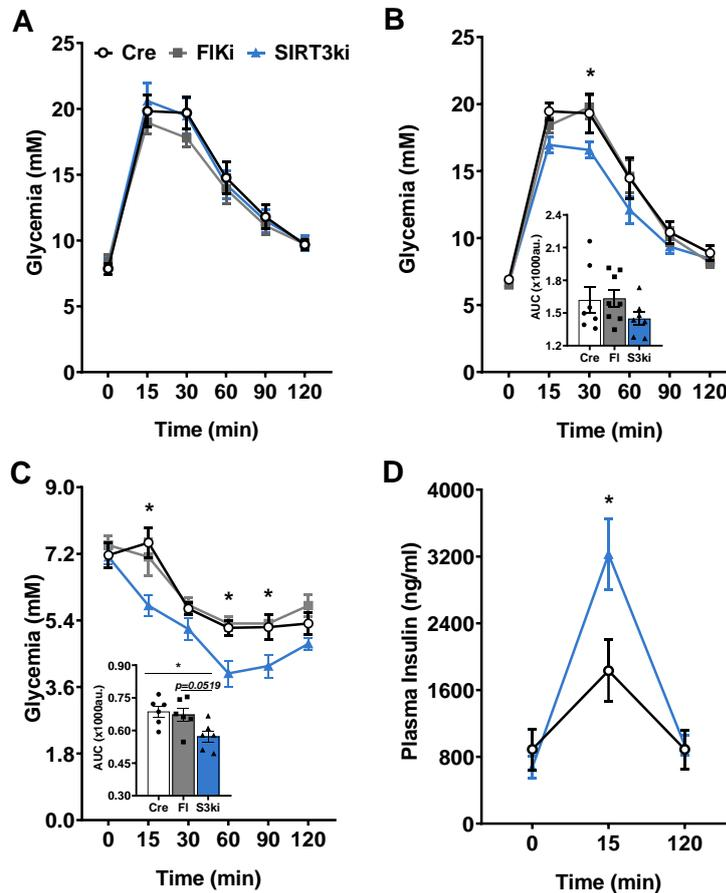 A
25
20
15
10
5
0
Glycemia (mM)
Cre FlKi SIRT3ki
0 15 30 60 90 120
Time (min)
B
25
20
15
10
5
0
Glycemia (mM)
*
2.4
2.1
1.8
1.5
1.2
AUC (x1000au.)
Cre Fl S3ki
0 15 30 60 90 120
Time (min)
C
9.0
7.2
5.4
3.6
1.8
0.0
Glycemia (mM)
*
* *
0.90
0.75
0.60
0.45
0.30
AUC (x1000au.)
*
p=0.0519
Cre Fl S3ki
0 15 30 60 90 120
Time (min)
D
4000
3200
2400
1600
800
0
Plasma Insulin (ng/ml)
*
0 15 120
Time (min)